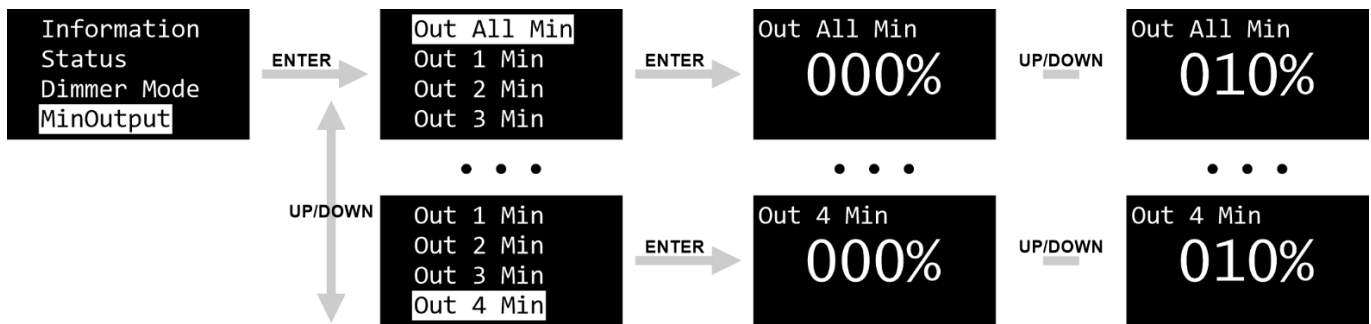 Information
Status
Dimmer Mode
MinOutput
ENTER
Out All Min
Out 1 Min
Out 2 Min
Out 3 Min
ENTER
Out All Min
000%
UP/DOWN
Out All Min
010%
• • •
• • •
• • •
UP/DOWN
Out 1 Min
Out 2 Min
Out 3 Min
Out 4 Min
ENTER
Out 4 Min
000%
UP/DOWN
Out 4 Min
010%